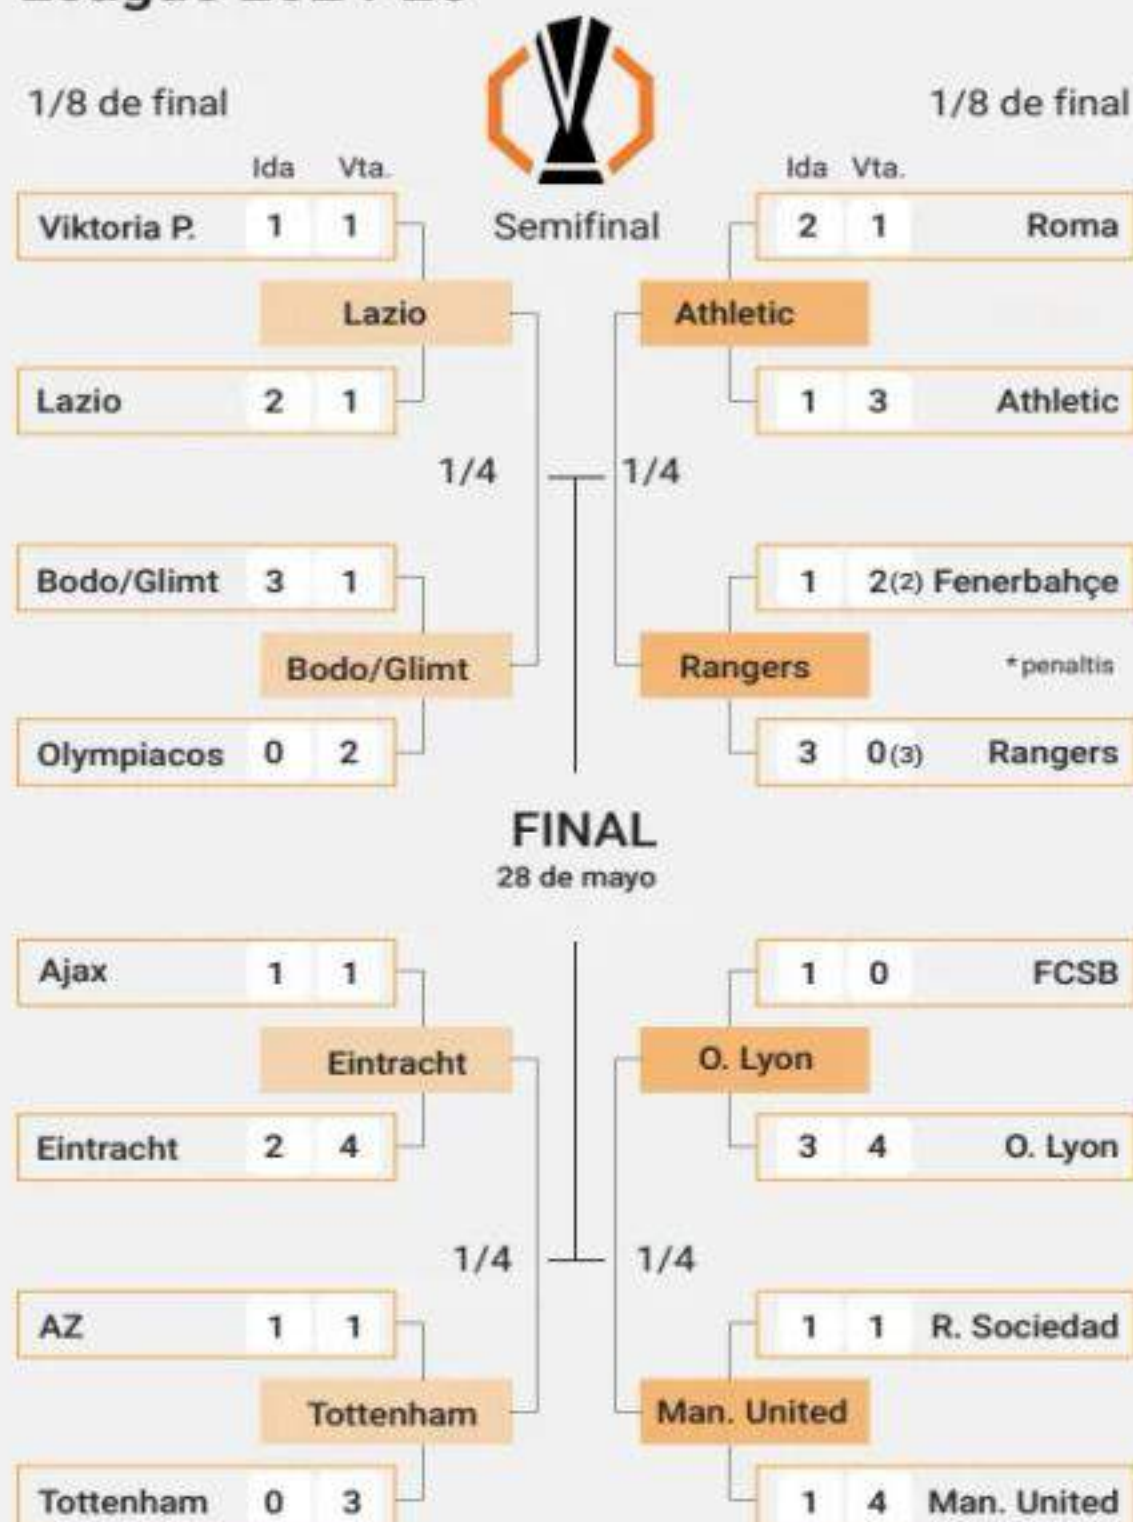 1/8 de final
1/8 de final
Ida Vta.
Ida Vta.
Viktoria P. 1 1
Semifinal
2 1 Roma
Lazio
Athletic
Lazio 2 1
1 3 Athletic
1/4
1/4
Bodo/Glimt 3 1
1 2(2) Fenerbahçe
Bodo/Glimt
Rangers
*penaltis
Olympiacos 0 2
3 0(3) Rangers
FINAL
28 de mayo
Ajax 1 1
1 0 FCSB
Eintracht
O. Lyon
Eintracht 2 4
3 4 O. Lyon
1/4
1/4
AZ 1 1
1 1 R. Sociedad
Tottenham
Man. United
Tottenham 0 3
1 4 Man. United